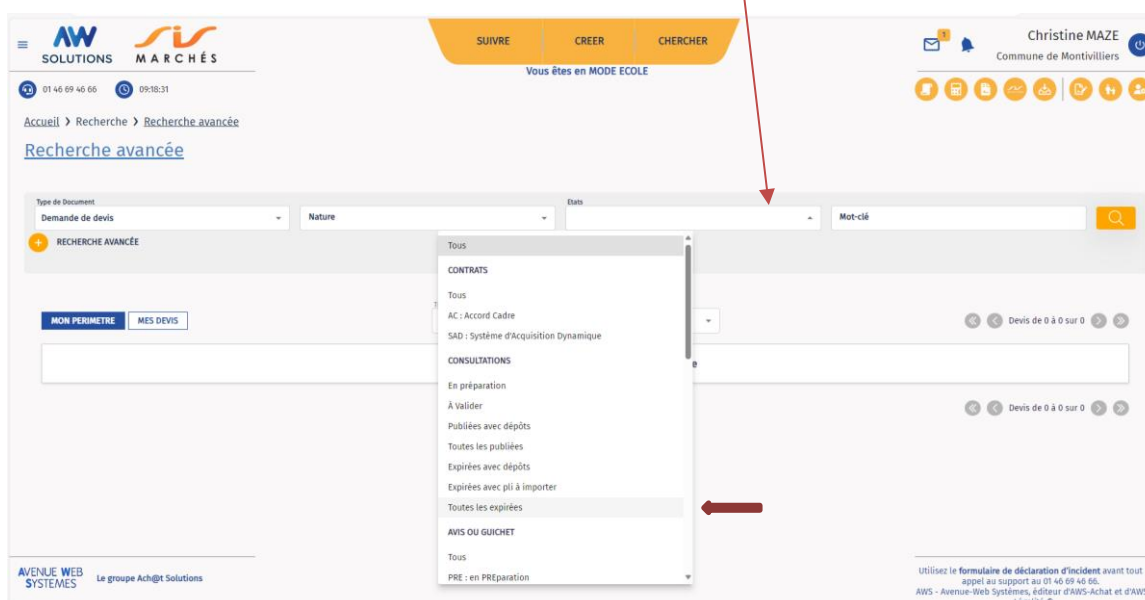 AW SOLUTIONS
sis MARCHÉS
SUIVRE CREER CHERCHER
Vous êtes en MODE ECOLE
1
Christine MAZE
Commune de Montivilliers
01 46 69 46 66 09:18:31
Accueil > Recherche > Recherche avancée
Recherche avancée
Type de Document
Demande de devis
Nature
Etats
Mot-clé
+ RECHERCHE AVANCÉE
Tous
CONTRATS
Tous
AC : Accord Cadre
SAD : Système d'Acquisition Dynamique
CONSULTATIONS
En préparation
À Valider
Publiées avec dépôts
Toutes les publiées
Expirées avec dépôts
Expirées avec pli à importer
Toutes les expirées
AVIS OU GUICHET
Tous
PRE : en PREparation
MON PERIMETRE MES DEVIS
Devis de 0 à 0 sur 0
Devis de 0 à 0 sur 0
AVENUE WEB
SYSTEMES
Le groupe Ach@t Solutions
Utilisez le formulaire de déclaration d'incident avant tout
appel au support au 01 46 69 46 66.
AWS - Avenue-Web Systèmes, éditeur d'AWS-Achat et d'AWS